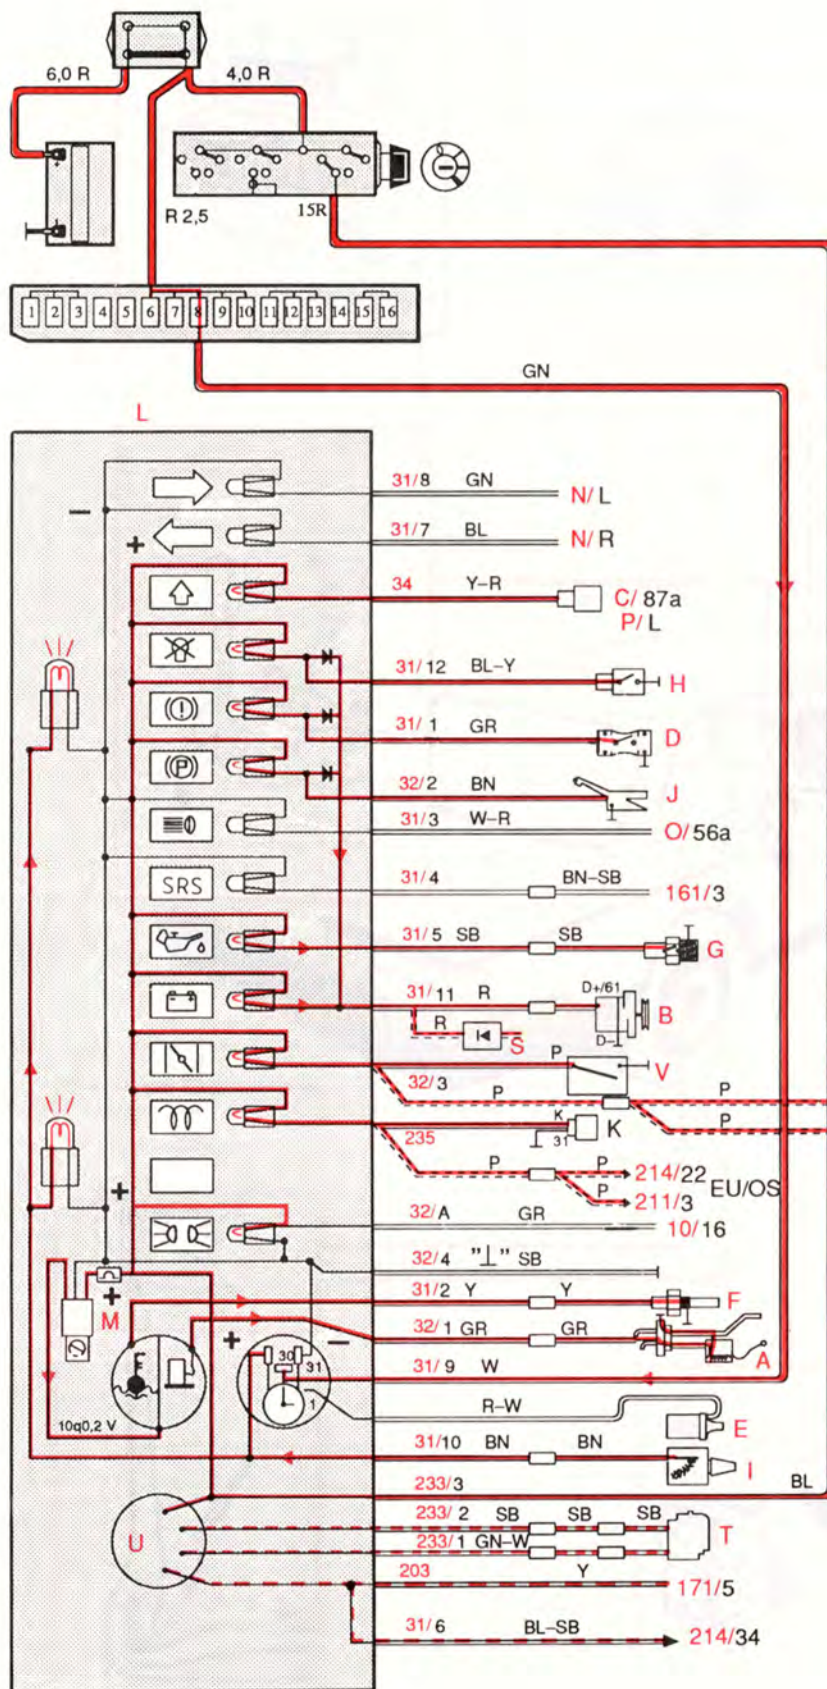 6,0 R 4,0 R
+
R 2,5 15R
1 2 3 4 5 6 7 8 9 10 11 12 13 14 15 16
GN
L
31/8 GN N/L
−
31/7 BL N/R
+
34 Y–R C/87a
P/L
31/12 BL–Y H
31/1 GR D
32/2 BN J
31/3 W–R O/56a
SRS 31/4 BN–SB 161/3
31/5 SB SB G
31/11 R D+/61 B
R S D−
P V
32/3 P P
P
K K
235 31
P P 214/22 EU/OS
P 211/3
+
32/A GR 10/16
32/4 "⊥" SB
31/2 Y Y F
+ M
32/1 GR GR A
+ 30 31 −
31/9 W
1
R–W E
10q0,2 V
31/10 BN BN I
233/3 BL
233/2 SB SB SB
U T
233/1 GN–W
203 Y 171/5
31/6 BL–SB 214/34